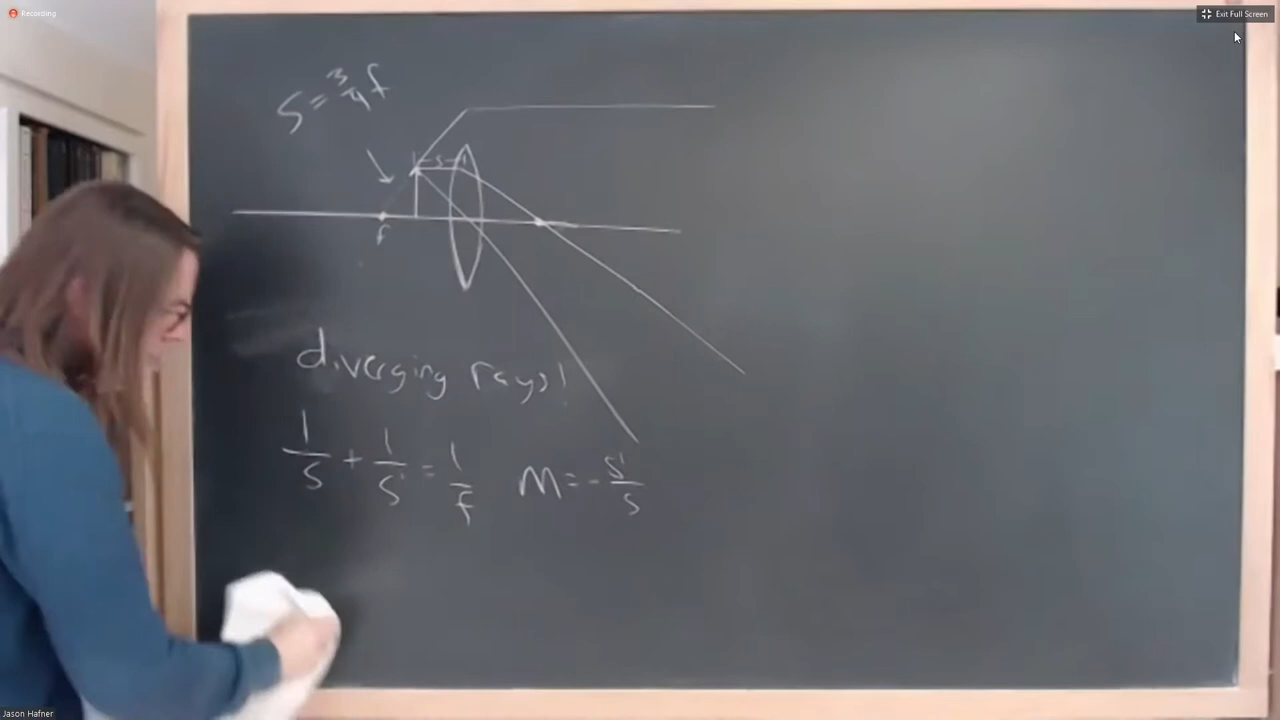 Recording
Exit Full Screen
S = 3/4 f
s
f
diverging rays!
1/s + 1/s' = 1/f   M = - s'/s
Jason Hafner